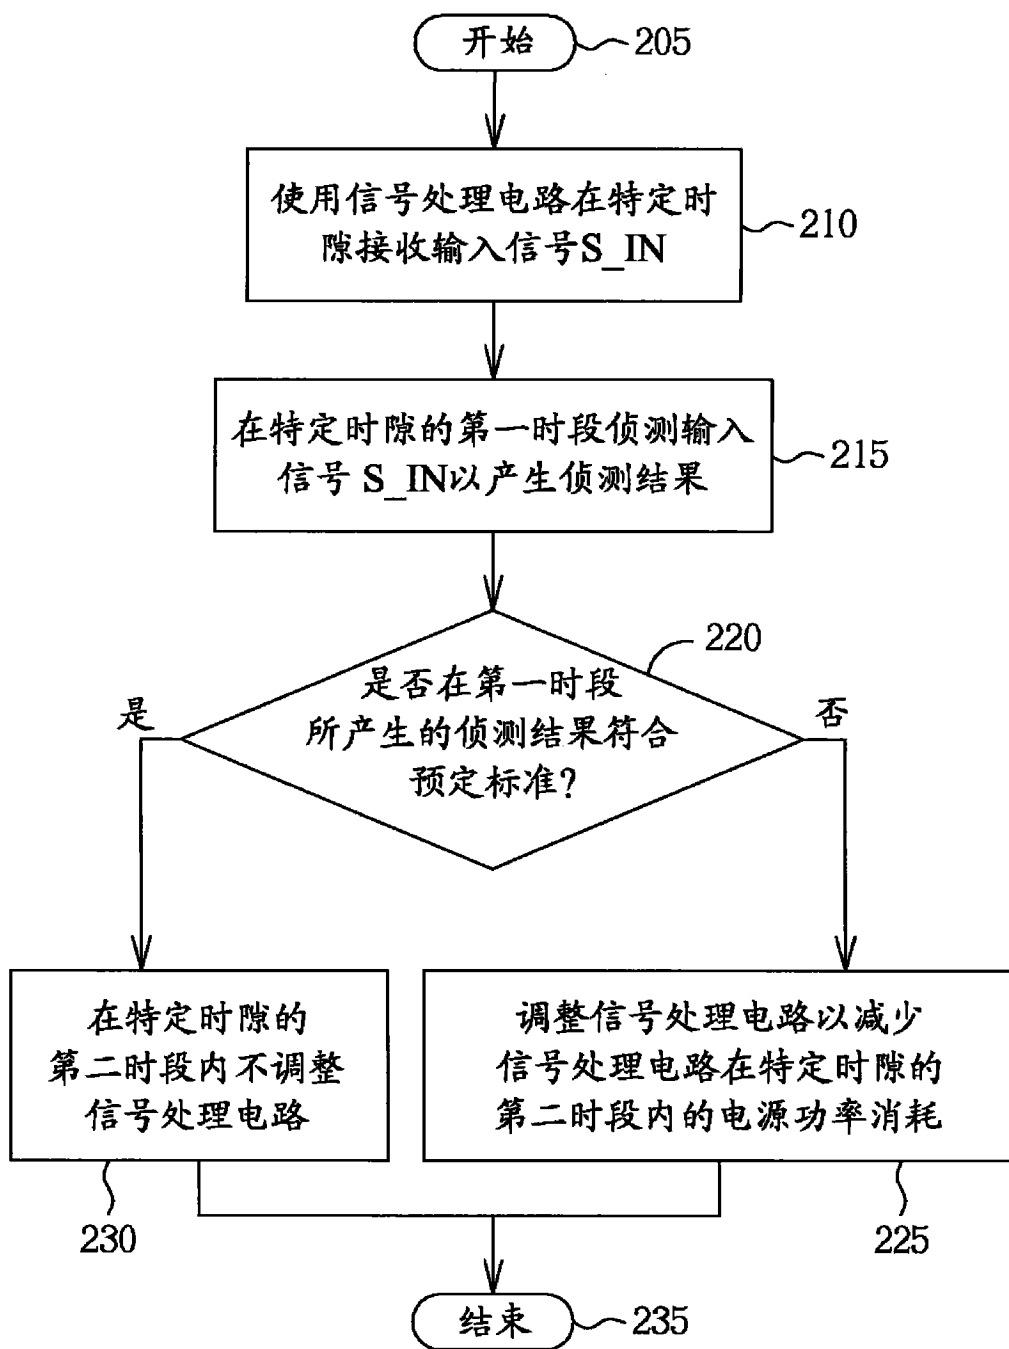 开始
205
使用信号处理电路在特定时
隙接收输入信号S_IN
210
在特定时隙的第一时段侦测输入
信号 S_IN以产生侦测结果
215
220
是否在第一时段
所产生的侦测结果符合
预定标准?
是
否
在特定时隙的
第二时段内不调整
信号处理电路
230
调整信号处理电路以减少
信号处理电路在特定时隙的
第二时段内的电源功率消耗
225
结束
235